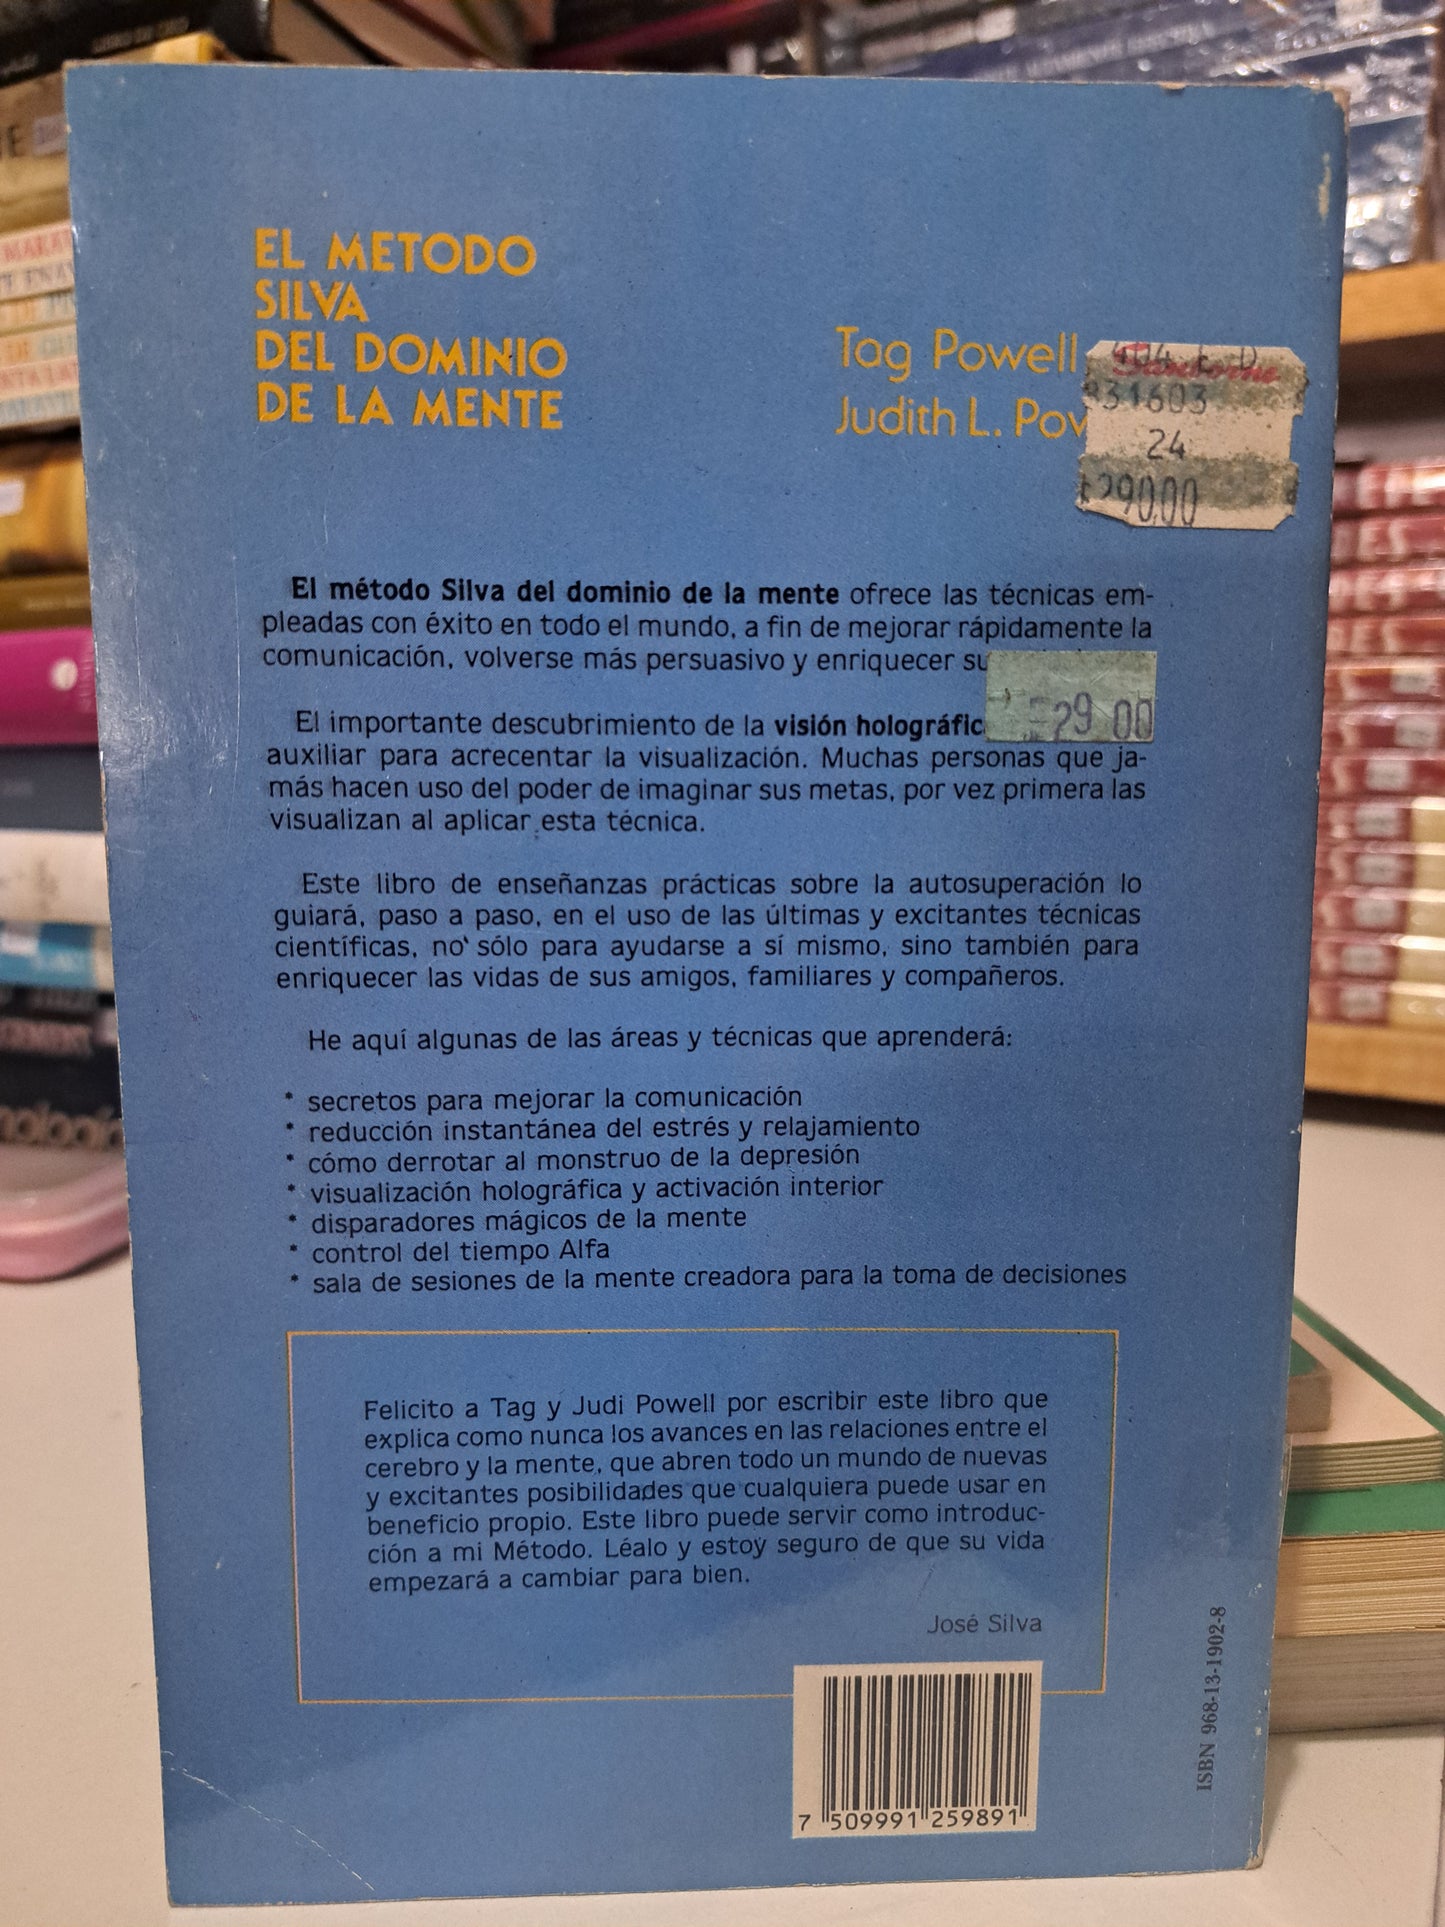 EL METODO
SILVA
DEL DOMINIO
DE LA MENTE
Tag Powell
Judith L.
Sanborns
931603
24
29000
El método Silva del dominio de la mente ofrece las técnicas em-
pleadas con éxito en todo el mundo, a fin de mejorar rápidamente la
comunicación, volverse más persuasivo y enriquecer su
29 00
El importante descubrimiento de la visión holográfic
auxiliar para acrecentar la visualización. Muchas personas que ja-
más hacen uso del poder de imaginar sus metas, por vez primera las
visualizan al aplicar esta técnica.
Este libro de enseñanzas prácticas sobre la autosuperación lo
guiará, paso a paso, en el uso de las últimas y excitantes técnicas
científicas, no sólo para ayudarse a sí mismo, sino también para
enriquecer las vidas de sus amigos, familiares y compañeros.
He aquí algunas de las áreas y técnicas que aprenderá:
* secretos para mejorar la comunicación
* reducción instantánea del estrés y relajamiento
* cómo derrotar al monstruo de la depresión
* visualización holográfica y activación interior
* disparadores mágicos de la mente
* control del tiempo Alfa
* sala de sesiones de la mente creadora para la toma de decisiones
Felicito a Tag y Judi Powell por escribir este libro que
explica como nunca los avances en las relaciones entre el
cerebro y la mente, que abren todo un mundo de nuevas
y excitantes posibilidades que cualquiera puede usar en
beneficio propio. Este libro puede servir como introduc-
ción a mi Método. Léalo y estoy seguro de que su vida
empezará a cambiar para bien.
José Silva
7 509991 259891
ISBN 968-13-1902-8